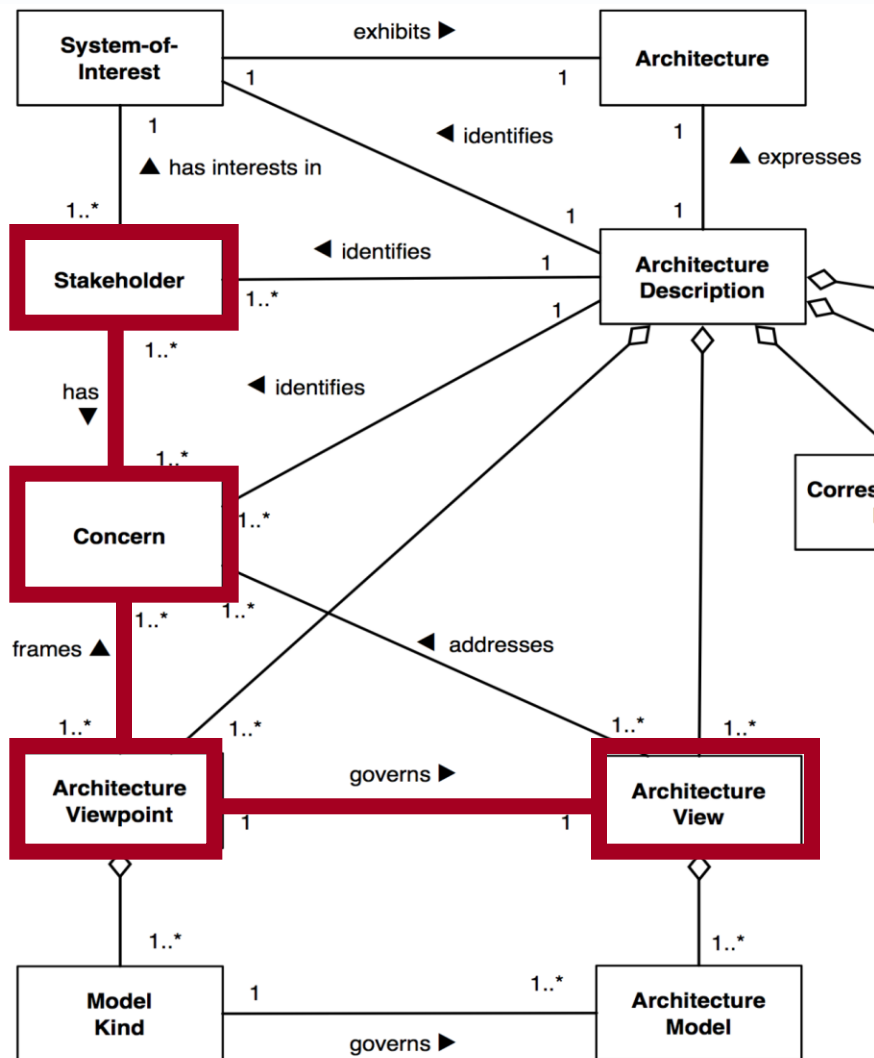 exhibits ►
System-of-
Interest
Architecture
1
1
1
1
◄ identifies
▲ has interests in
▲ expresses
1..*
1
1
◄ identifies
1
Architecture
Description
Stakeholder
1..*
1
1..*
has
▼
◄ identifies
1..*
Corres
Concern
1..*
1..*
1..*
frames ▲
◄ addresses
1..*
1..*
1..*
1..*
Architecture
Viewpoint
governs ►
Architecture
View
1
1
1..*
1..*
Model
Kind
1
1..*
Architecture
Model
governs ►